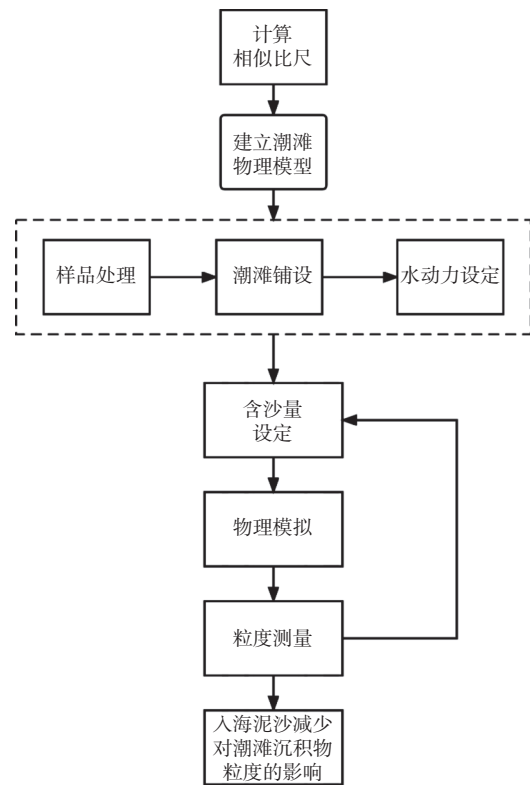 计算
相似比尺
建立潮滩
物理模型
样品处理
潮滩铺设
水动力设定
含沙量
设定
物理模拟
粒度测量
入海泥沙减少
对潮滩沉积物
粒度的影响